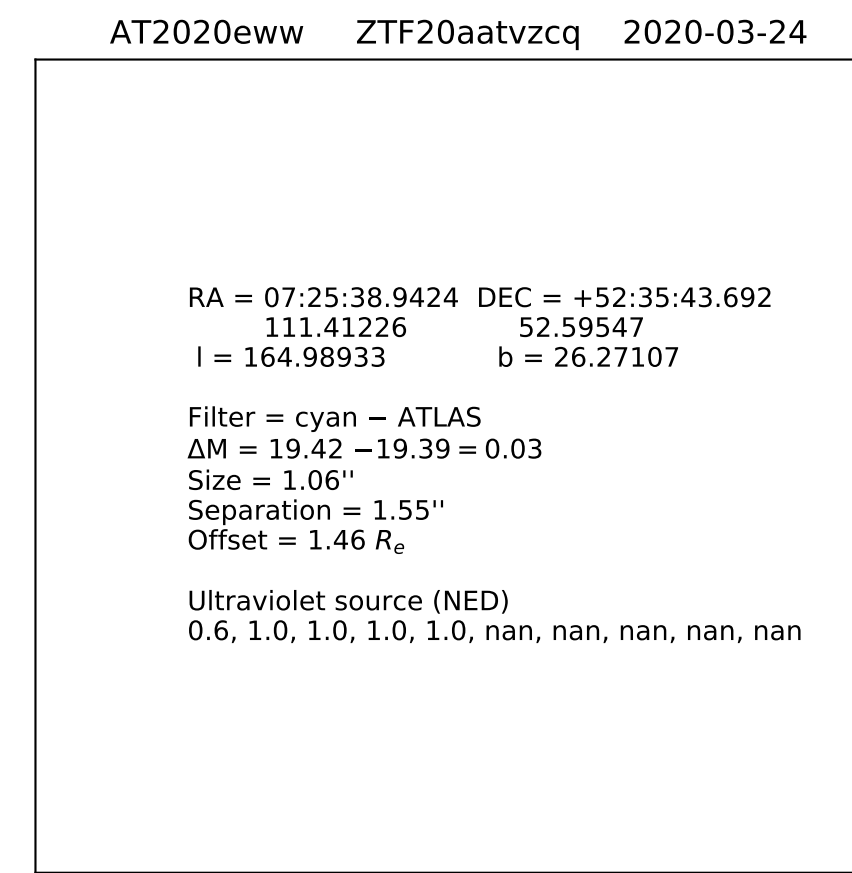 AT2020eww ZTF20aatvzcq 2020-03-24
RA = 07:25:38.9424 DEC = +52:35:43.692
111.41226 52.59547
l = 164.98933 b = 26.27107
Filter = cyan − ATLAS
ΔM = 19.42 −19.39 = 0.03
Size = 1.06''
Separation = 1.55''
Offset = 1.46 Re
Ultraviolet source (NED)
0.6, 1.0, 1.0, 1.0, 1.0, nan, nan, nan, nan, nan